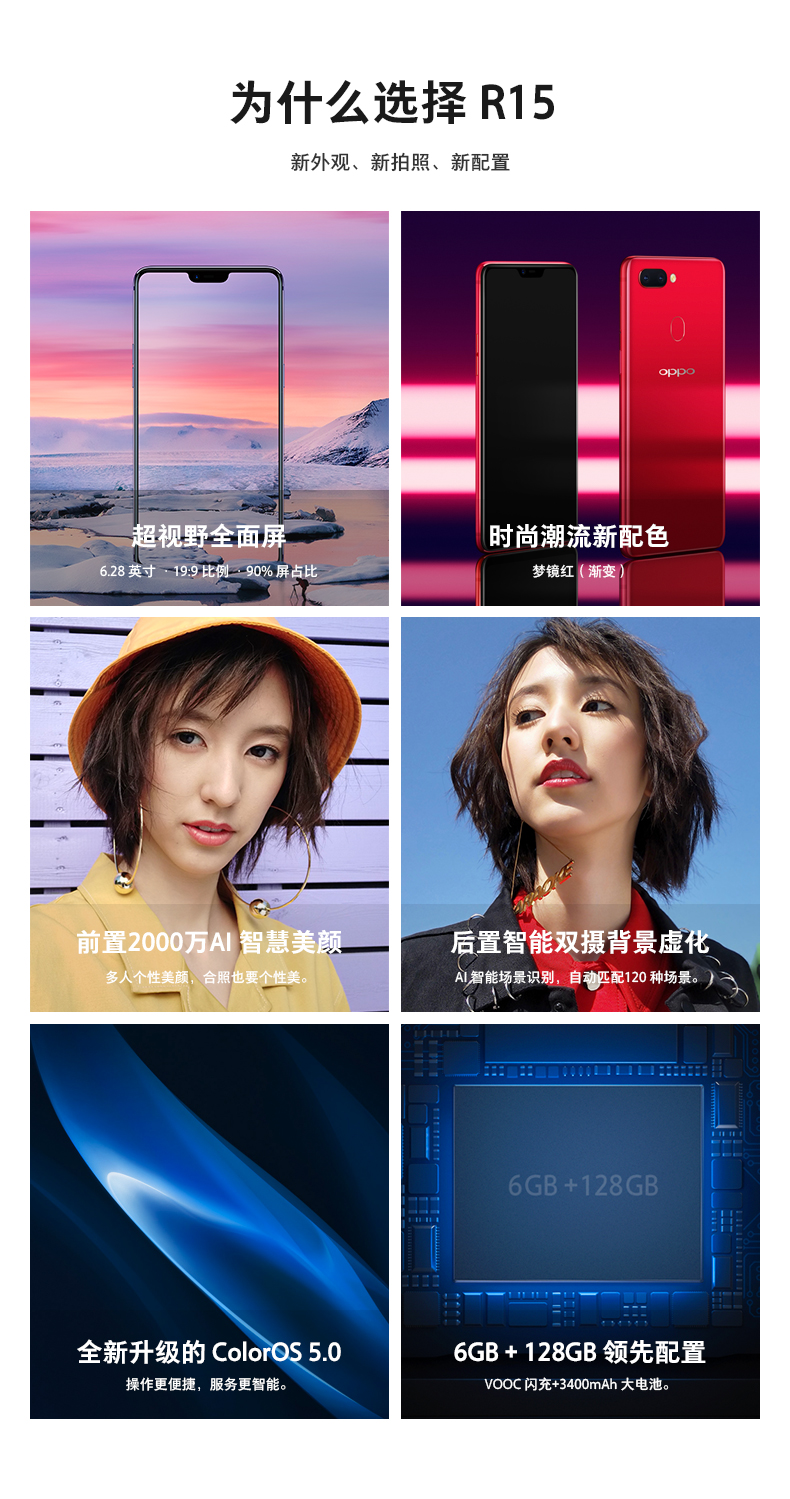 为什么选择 R15
新外观、新拍照、新配置
超视野全面屏
6.28 英寸 · 19:9 比例 · 90% 屏占比
oppo
时尚潮流新配色
梦镜红（渐变）
前置2000万AI 智慧美颜
多人个性美颜，合照也要个性美。
后置智能双摄背景虚化
AI 智能场景识别，自动匹配120 种场景。
全新升级的 ColorOS 5.0
操作更便捷，服务更智能。
6GB +128GB
6GB + 128GB 领先配置
VOOC 闪充+3400mAh 大电池。